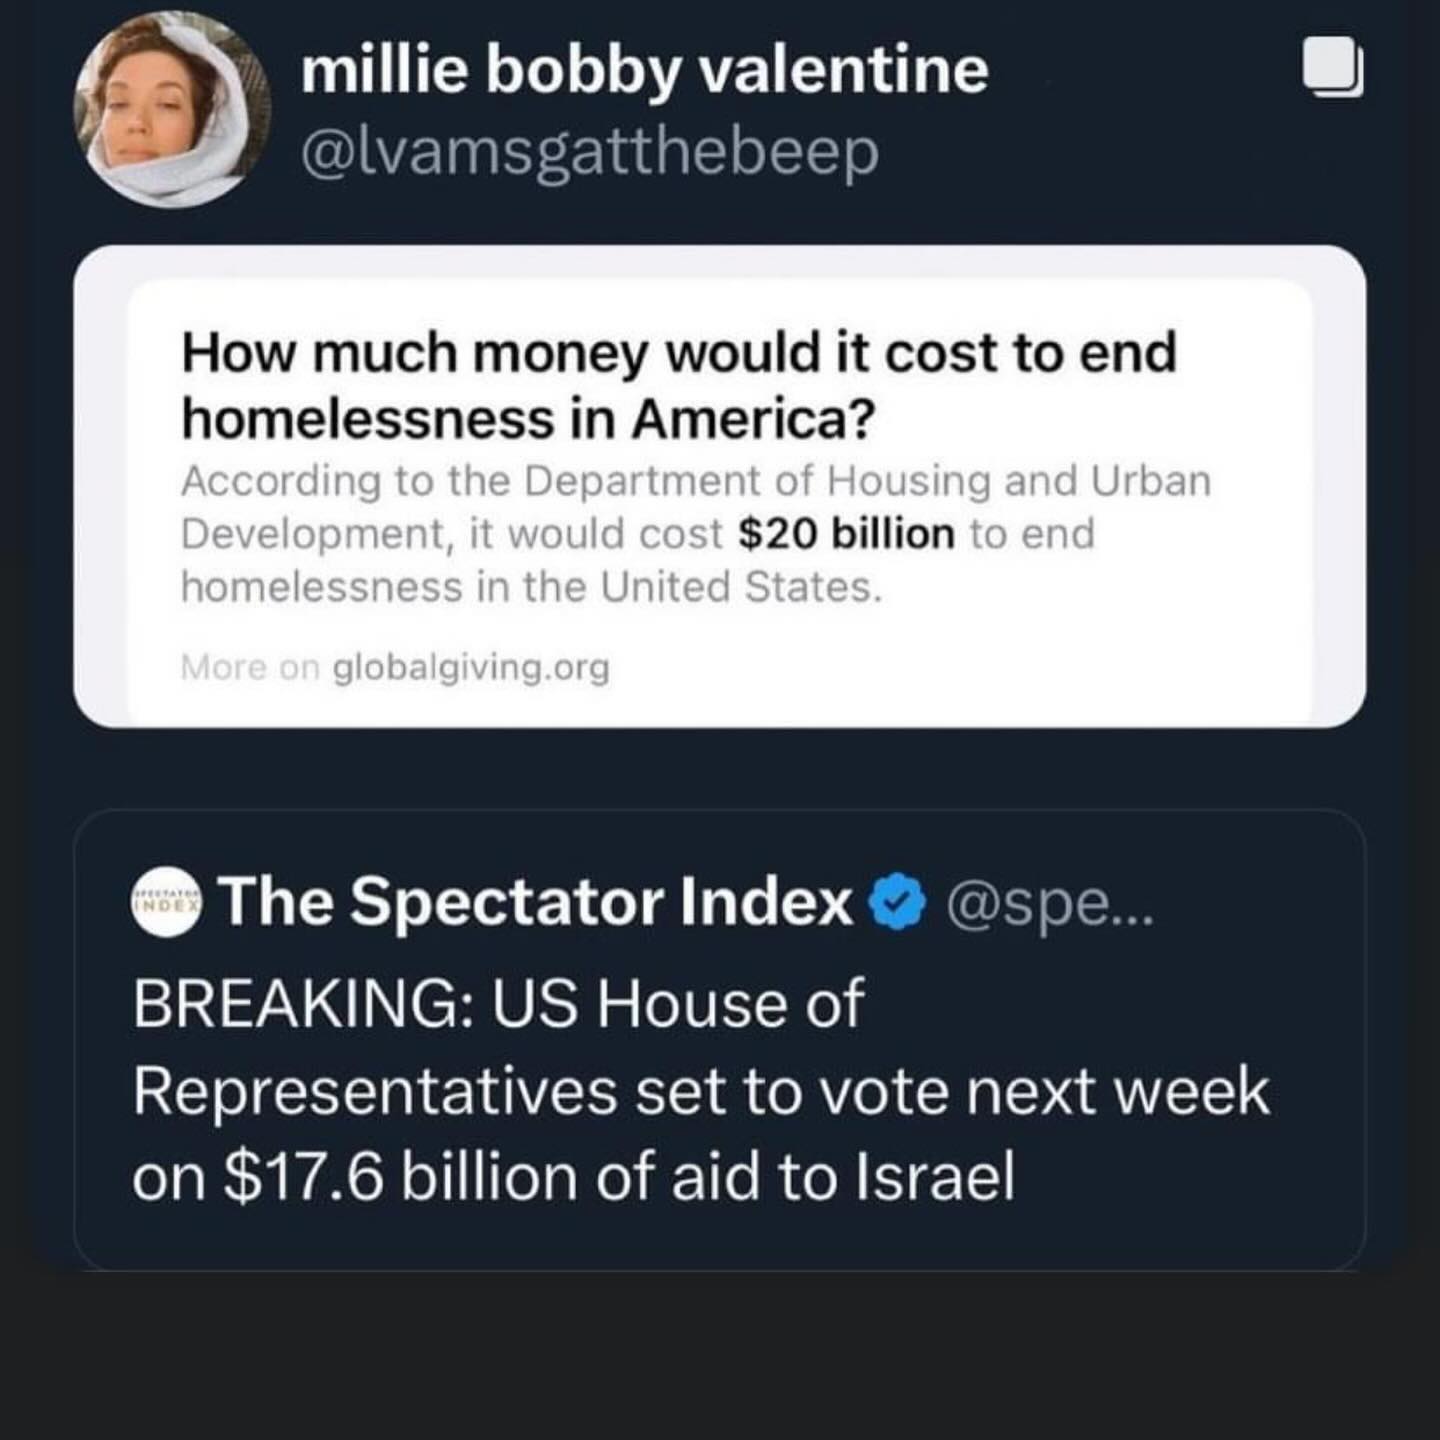 millie bobby valentine
@lvamsgatthebeep
How much money would it cost to end
homelessness in America?
According to the Department of Housing and Urban
Development, it would cost $20 billion to end
homelessness in the United States.
More on globalgiving.org
SPECTATOR
INDEX
The Spectator Index @spe...
BREAKING: US House of
Representatives set to vote next week
on $17.6 billion of aid to Israel